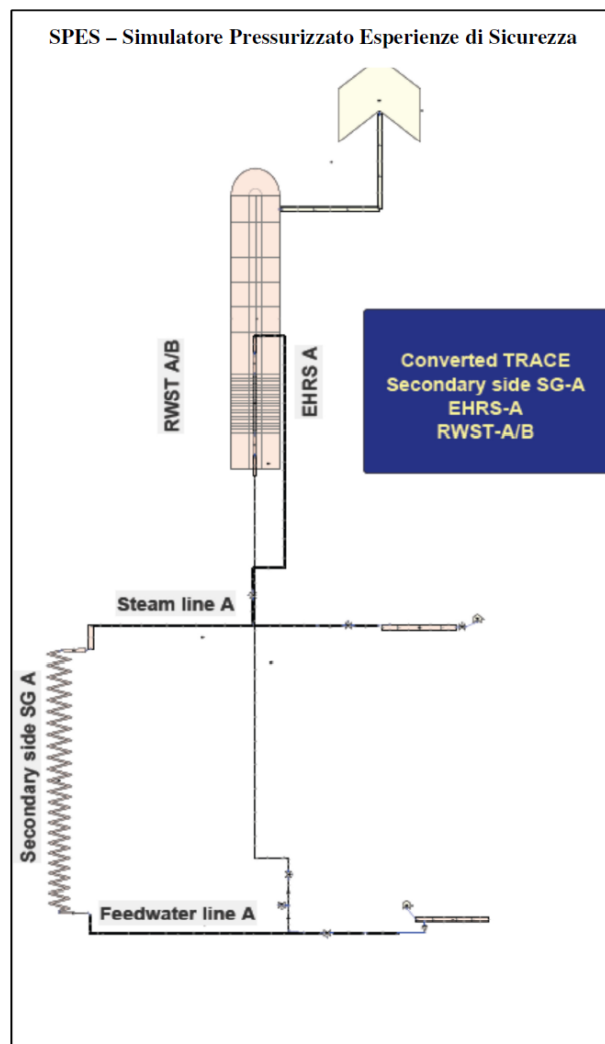 SPES – Simulatore Pressurizzato Esperienze di Sicurezza
RWST A/B
EHRS A
Converted TRACE
Secondary side SG-A
EHRS-A
RWST-A/B
Steam line A
Secondary side SG A
Feedwater line A